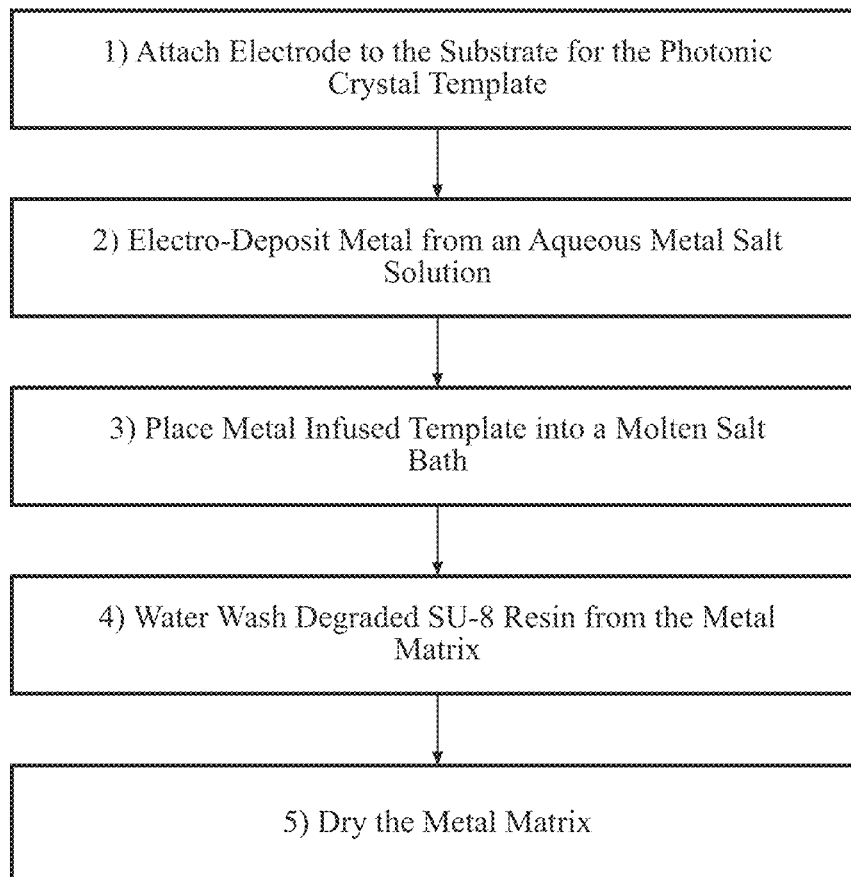 1) Attach Electrode to the Substrate for the Photonic
Crystal Template
2) Electro-Deposit Metal from an Aqueous Metal Salt
Solution
3) Place Metal Infused Template into a Molten Salt
Bath
4) Water Wash Degraded SU-8 Resin from the Metal
Matrix
5) Dry the Metal Matrix